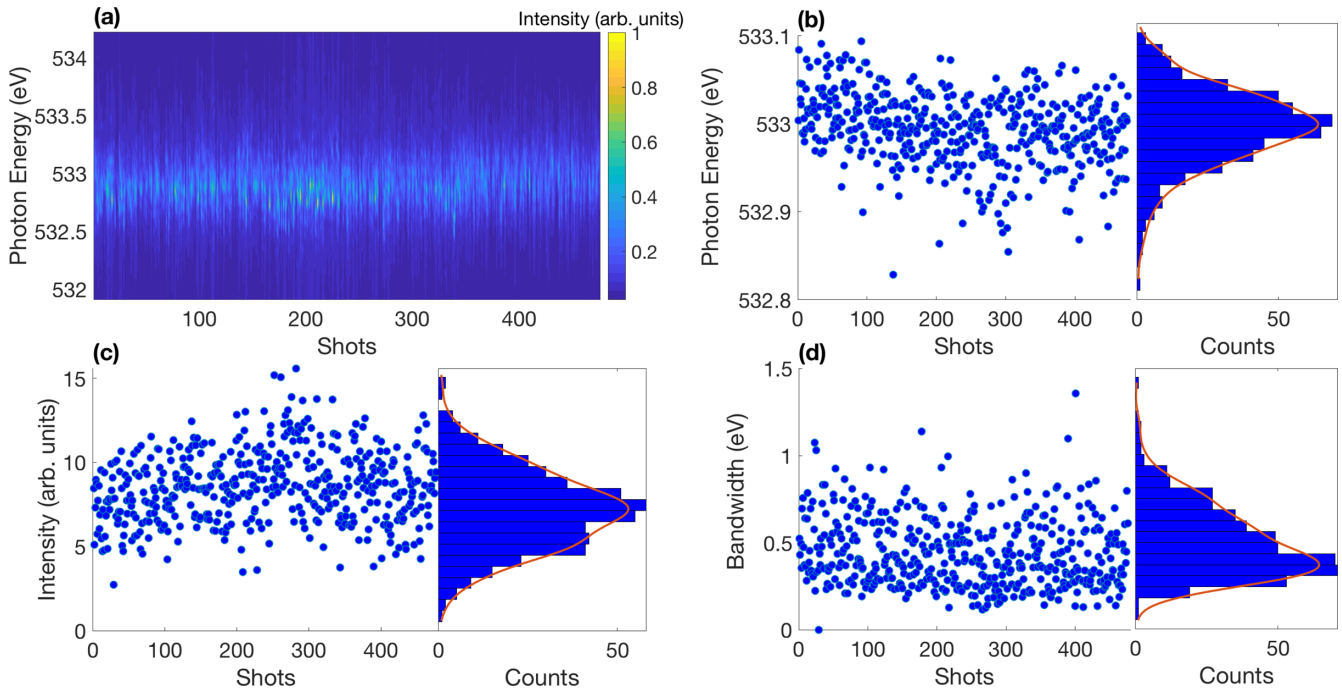 (a)
Intensity (arb. units)
Photon Energy (eV)
534
533.5
533
532.5
532
1
0.8
0.6
0.4
0.2
100
200
300
400
Shots
(b)
Photon Energy (eV)
533.1
533
532.9
532.8
0
100
200
300
400
0
50
Shots
Counts
(c)
Intensity (arb. units)
15
10
5
0
0
100
200
300
400
0
50
Shots
Counts
(d)
Bandwidth (eV)
1.5
1
0.5
0
0
100
200
300
400
0
50
Shots
Counts